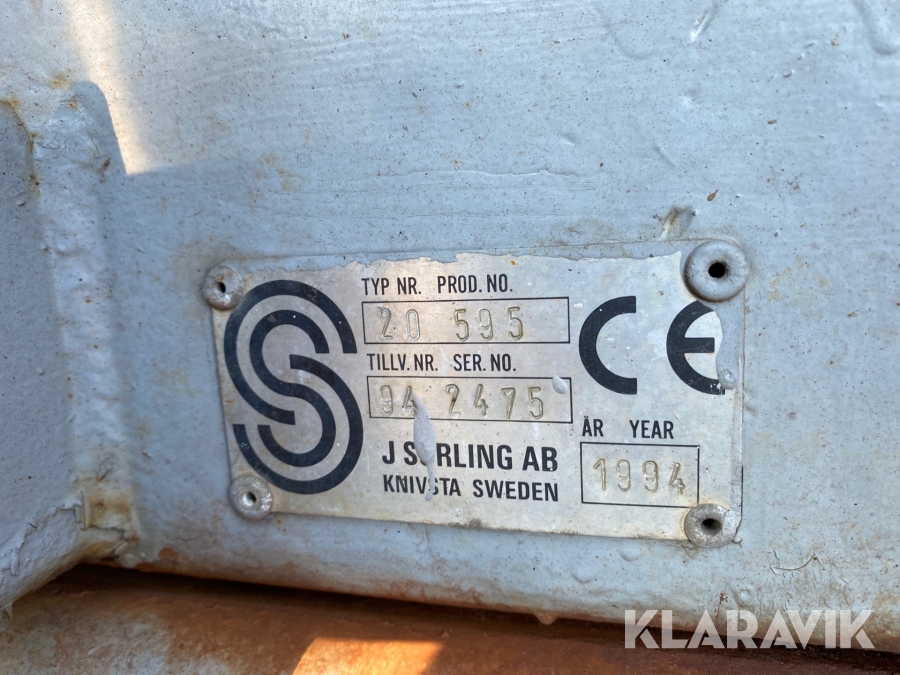 TYP NR. PROD. NO.
20 595
TILLV. NR. SER. NO.
94 2475
CE
ÅR YEAR
1994
J SÖRLING AB
KNIVSTA SWEDEN
KLARAVIK